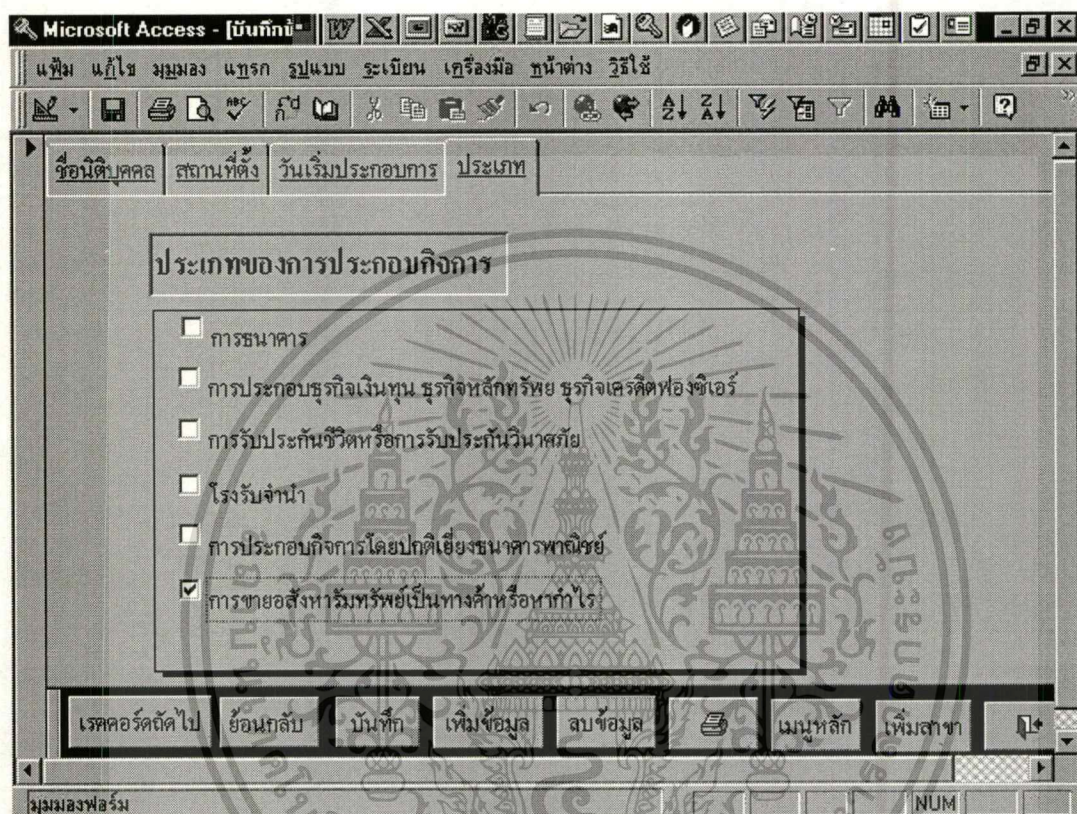 Microsoft Access - [บันทึกข้
แฟ้ม แก้ไข มุมมอง แทรก รูปแบบ ระเบียน เครื่องมือ หน้าต่าง วิธีใช้
ชื่อนิติบุคคล สถานที่ตั้ง วันเริ่มประกอบการ ประเภท
ประเภทของการประกอบกิจการ
การธนาคาร
การประกอบธุรกิจเงินทุน ธุรกิจหลักทรัพย ธุรกิจเครดิตฟองซิเอร์
การรับประกันชีวิตหรือการรับประกันวินาศภัย
โรงรับจำนำ
การประกอบกิจการโดยปกติเยี่ยงธนาคารพาณิชย์
การขายอสังหาริมทรัพย์เป็นทางค้าหรือหากำไร
เรคคอร์ดถัดไป ย้อนกลับ บันทึก เพิ่มข้อมูล ลบข้อมูล เมนูหลัก เพิ่มสาขา
มุมมองฟอร์ม NUM